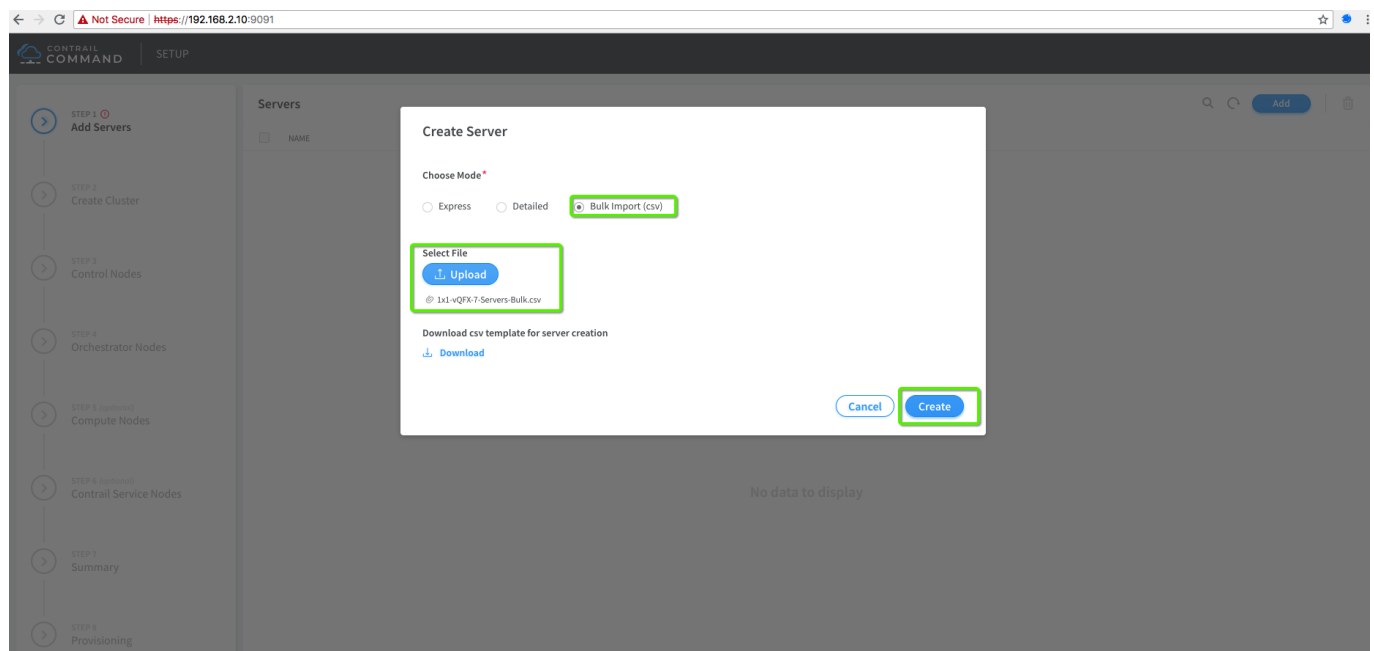 Not Secure | https://192.168.2.10:9091
CONTRAIL
COMMAND
SETUP
STEP 1
Add Servers
STEP 2
Create Cluster
STEP 3
Control Nodes
STEP 4
Orchestrator Nodes
STEP 5 (optional)
Compute Nodes
STEP 6 (optional)
Contrail Service Nodes
STEP 7
Summary
STEP 8
Provisioning
Servers
Add
NAME
Create Server
Choose Mode*
Express Detailed Bulk Import (csv)
Select File
Upload
1x1-vQFX-7-Servers-Bulk.csv
Download csv template for server creation
Download
Cancel Create
No data to display